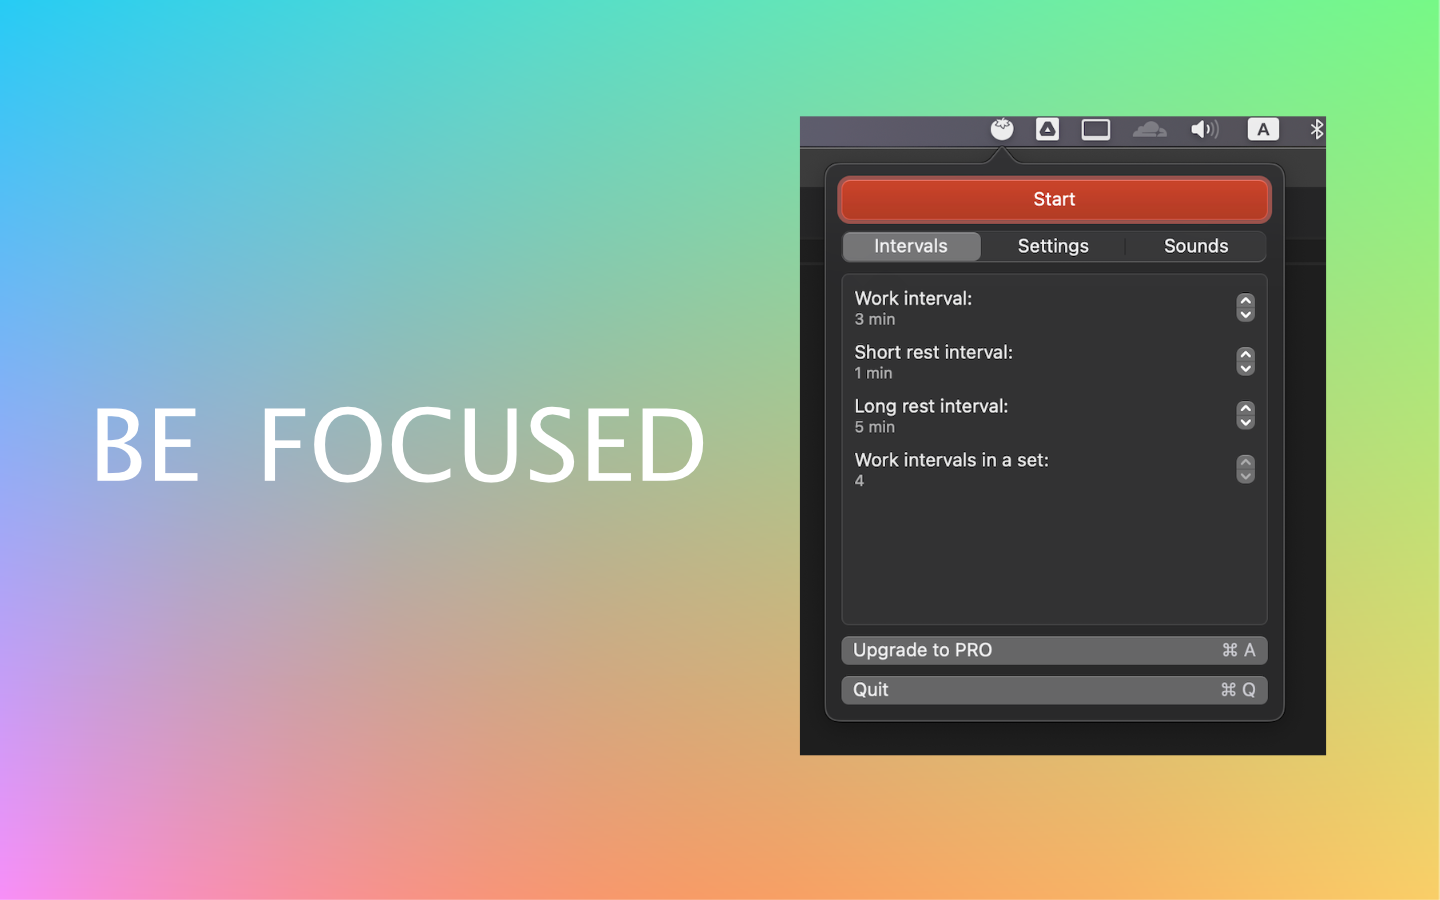 BE FOCUSED
A
Start
Intervals Settings Sounds
Work interval:
3 min
Short rest interval:
1 min
Long rest interval:
5 min
Work intervals in a set:
4
Upgrade to PRO ⌘ A
Quit ⌘ Q